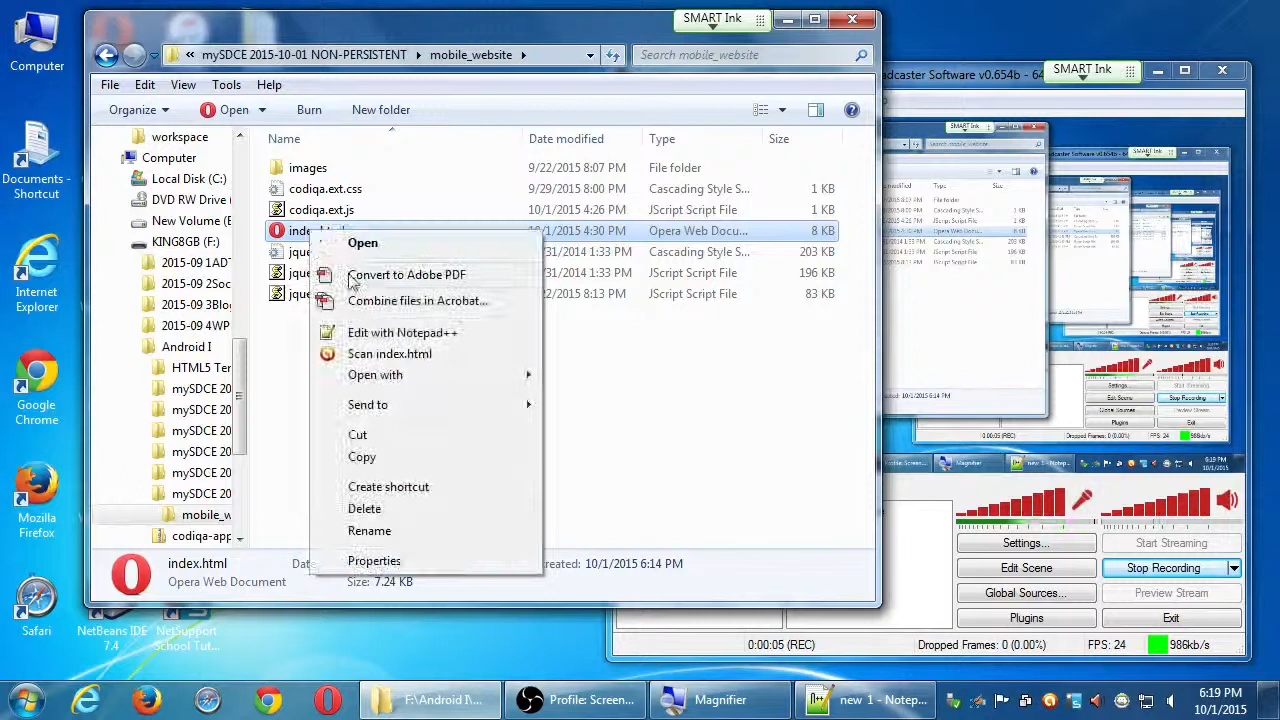 SMART Ink
Computer
mySDCE 2015-10-01 NON-PERSISTENT
mobile_website
Search mobile_website
File
Edit
View
Tools
Help
Organize
Open
Burn
New folder
workspace
Computer
Local Disk (C:)
DVD RW Drive
New Vo
KING8GB (F:)
2015-
2015-09 2So
2015-09 3Blo
2015-09 4WP
Android I
HTML5 Ter
mySDCE 20
mySDCE 20
mySDCE 20
mySDCE 20
mySDCE 20
mySDCE 20
mobile_w
codiqa-app
Name
Date modified
Type
Size
images
9/22/2015 8:07 PM
File folder
codiqa.ext.css
9/29/2015 8:00 PM
Cascading Style S...
1 KB
codiqa.ext.js
10/1/2015 4:26 PM
JScript Script File
1 KB
/1/2015 4:30 PM
Opera Web Docu...
8 KB
/31/2014 1:33 PM
Cascading Style S...
203 KB
/31/2014 1:33 PM
JScript Script File
196 KB
/22/2015 8:13 PM
JScript Script File
83 KB
Open
Convert to Adobe PDF
Combine files in Acrobat...
Edit with Notepad++
Open with
Send to
Cut
Copy
Create shortcut
Delete
Rename
Properties
index.html
Opera Web Document
Size: 7.24 KB
created: 10/1/2015 6:14 PM
Documents -
Shortcut
Internet
Explorer
Google
Chrome
Mozilla
Firefox
Safari
NetBeans IDE
7.4
NetSupport
School Tut...
adcaster Software v0.654b - 64
SMART Ink
Settings...
Start Streaming
Edit Scene
Stop Recording
Global Sources...
Preview Stream
Plugins
Exit
0:00:05 (REC)
Dropped Frames: 0 (0.00%)
FPS: 24
986kb/s
F:\Android I\...
Profile: Screen...
Magnifier
new 1 - Notep...
6:19 PM
10/1/2015